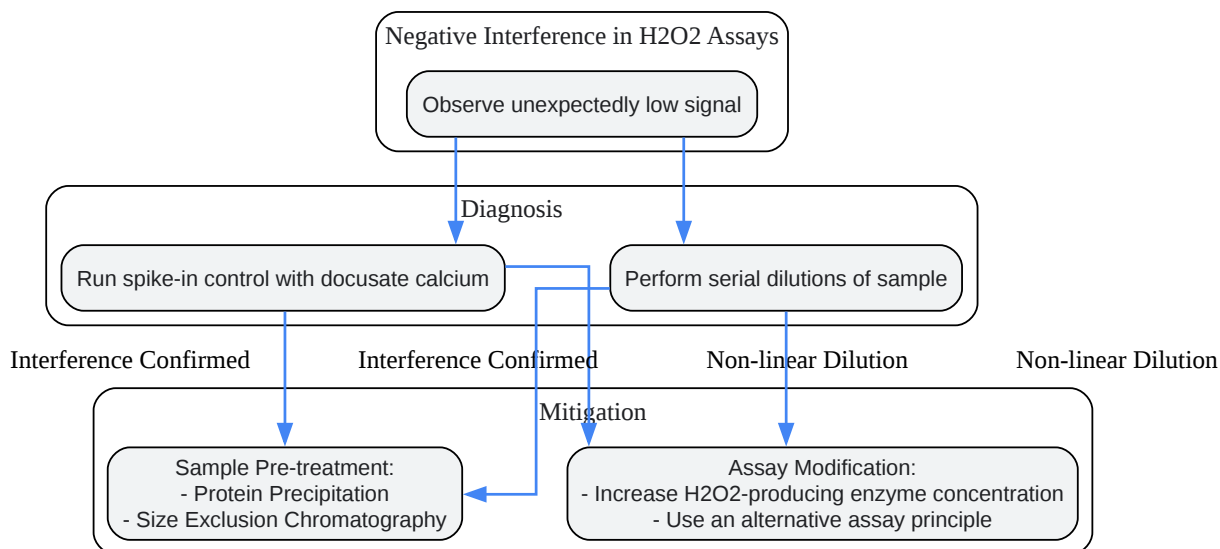 Negative Interference in H2O2 Assays
Observe unexpectedly low signal
Diagnosis
Run spike-in control with docusate calcium
Perform serial dilutions of sample
Interference Confirmed
Interference Confirmed
Non-linear Dilution
Non-linear Dilution
Mitigation
Sample Pre-treatment:
- Protein Precipitation
- Size Exclusion Chromatography
Assay Modification:
- Increase H2O2-producing enzyme concentration
- Use an alternative assay principle